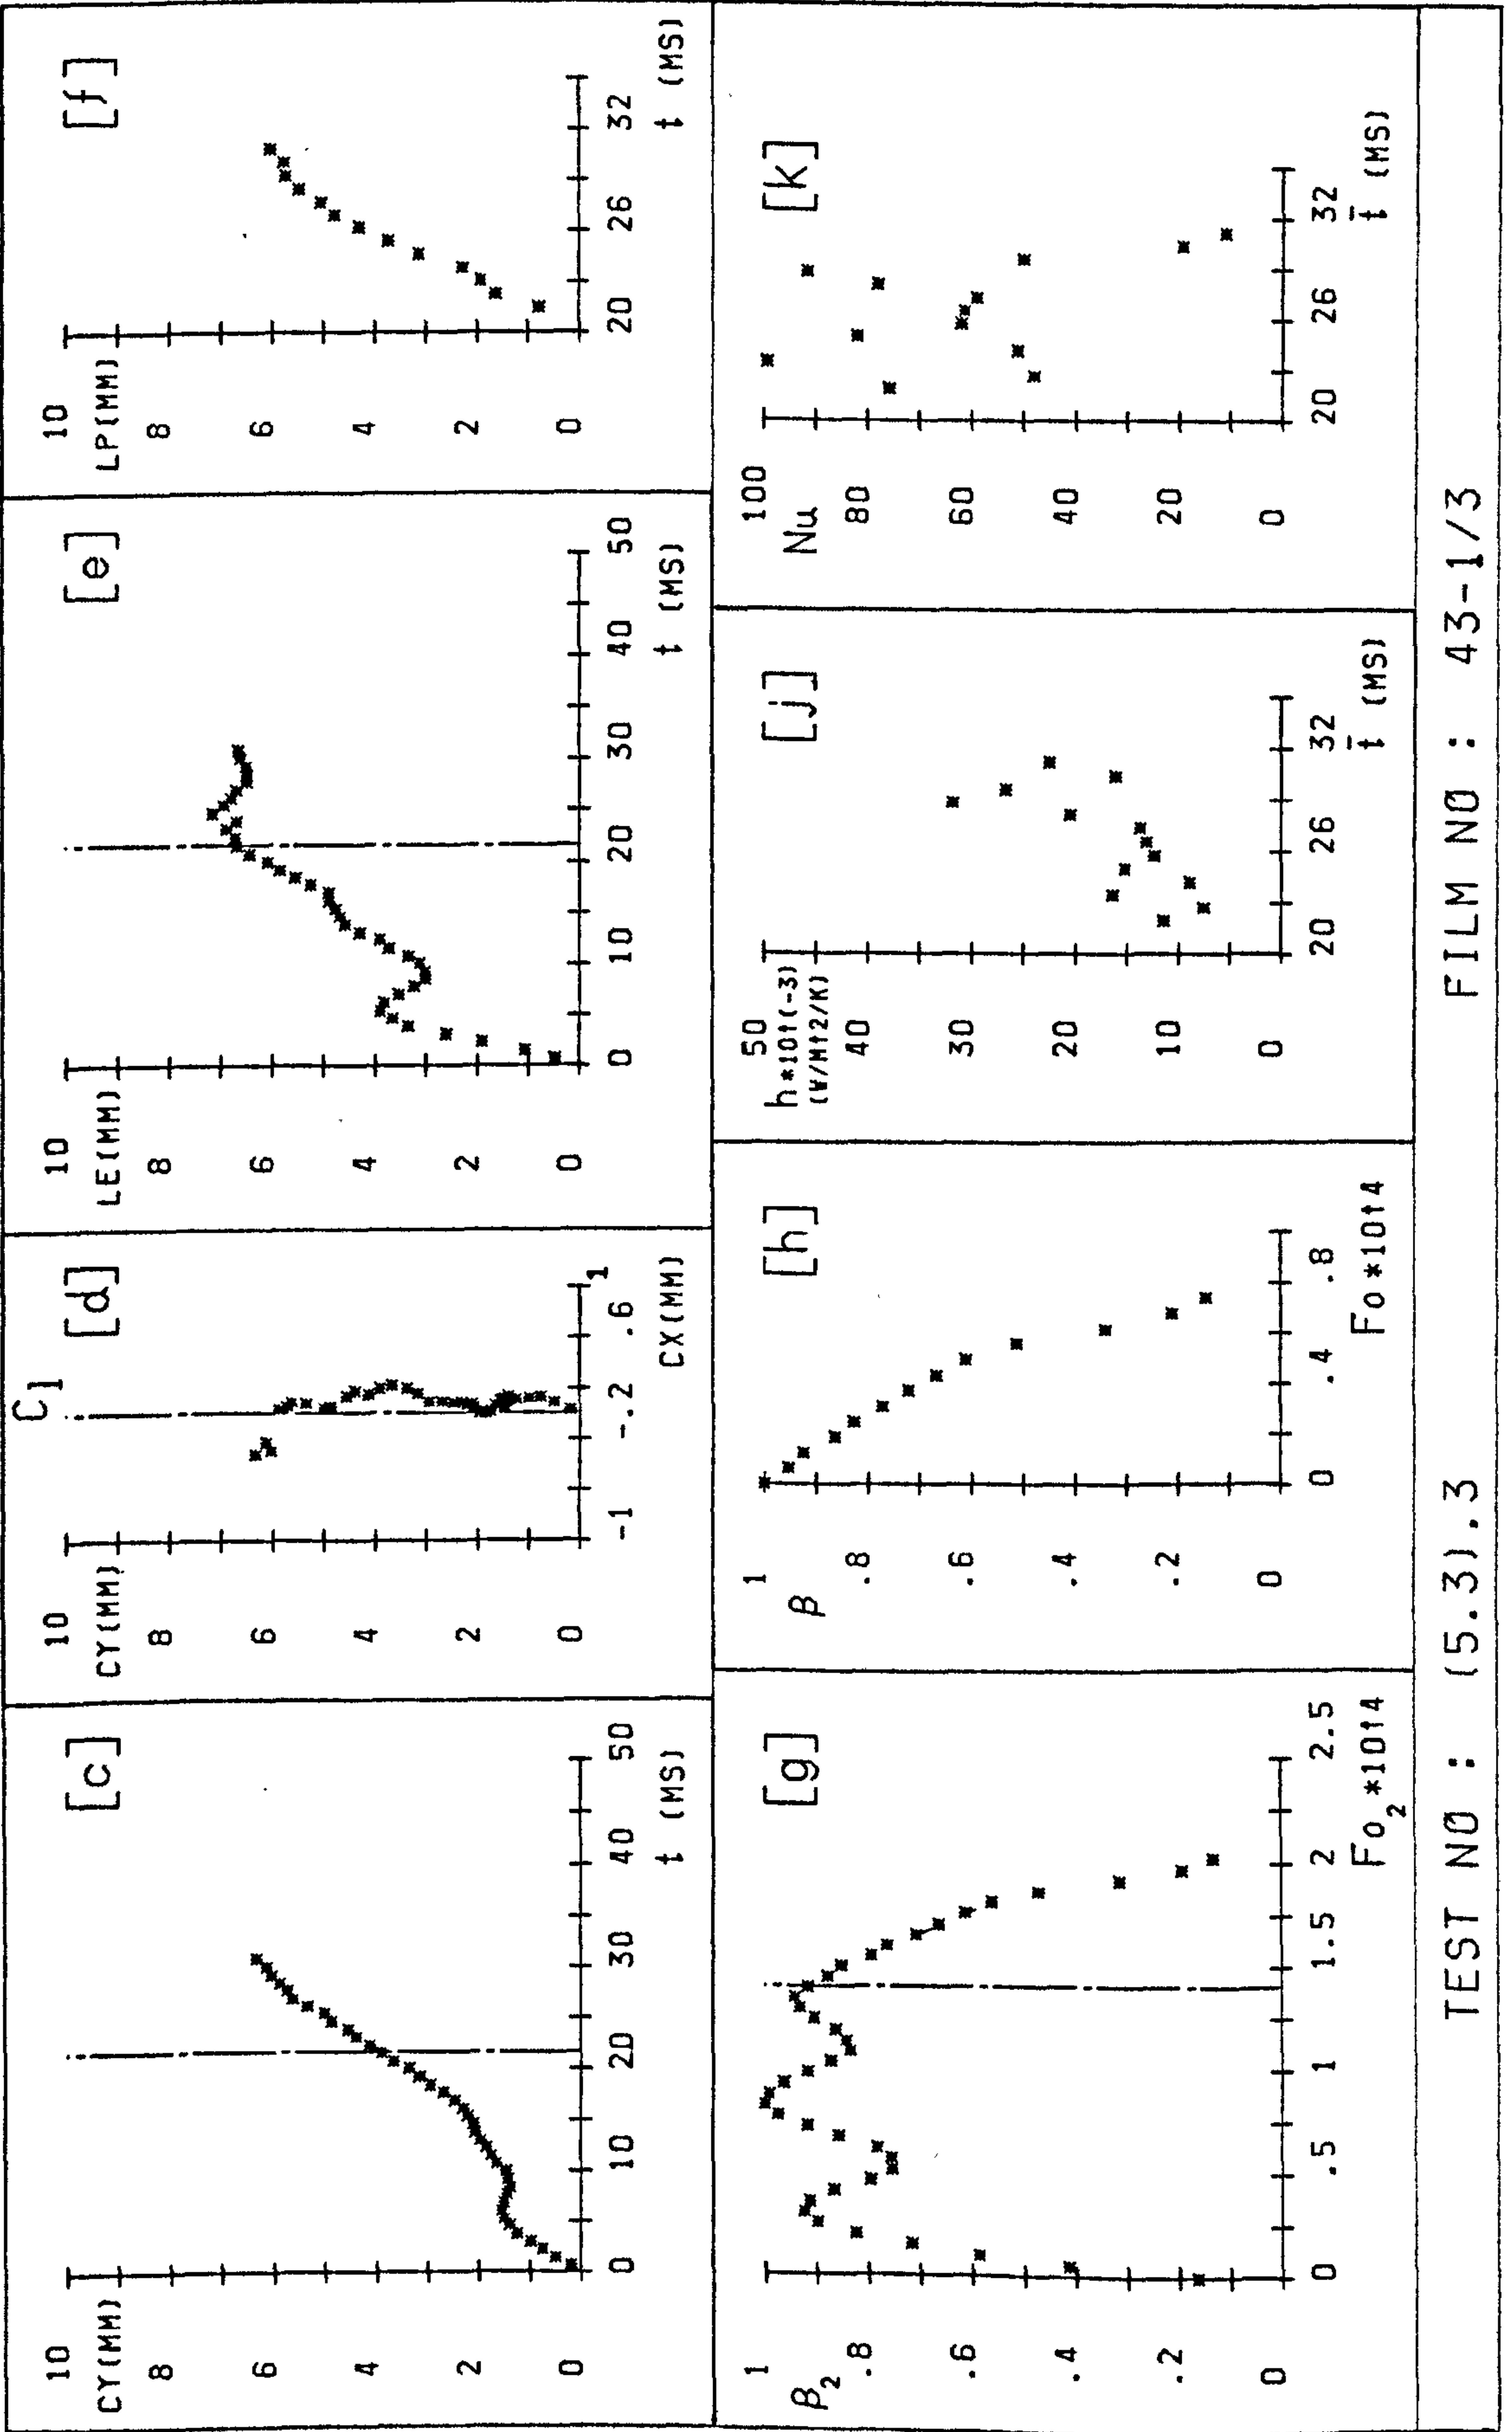 [c]
10
CY(MM)
8
6
4
2
0
0 10 20 30 40 50
t (MS)
C1
[d]
10
CY(MM)
8
6
4
2
0
-1 -.2 .6 1
CX(MM)
[e]
10
LE(MM)
8
6
4
2
0
0 10 20 30 40 50
t (MS)
[f]
10
LP(MM)
8
6
4
2
0
20 26 32
t (MS)
[g]
1
β2
.8
.6
.4
.2
0
0 .5 1 1.5 2 2.5
Fo2*10↑4
[h]
1
β
.8
.6
.4
.2
0
0 .4 .8
Fo*10↑4
[j]
50
h*10↑(-3)
(W/M↑2/K)
40
30
20
10
0
20 26 32
t̄ (MS)
[k]
100
Nu
80
60
40
20
0
20 26 32
t̄ (MS)
TEST NO : (5.3).3 FILM NO : 43-1/3